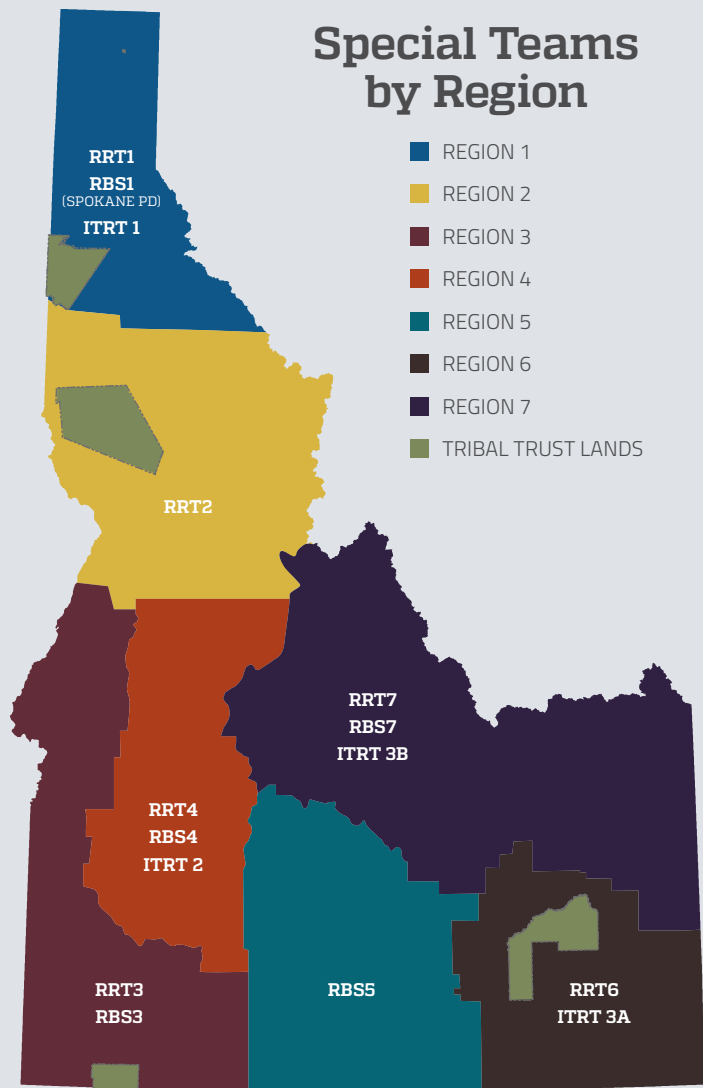 Special Teams
by Region
REGION 1
REGION 2
REGION 3
REGION 4
REGION 5
REGION 6
REGION 7
TRIBAL TRUST LANDS
RRT1
RBS1
(SPOKANE PD)
ITRT 1
RRT2
RRT7
RBS7
ITRT 3B
RRT4
RBS4
ITRT 2
RRT3
RBS3
RBS5
RRT6
ITRT 3A